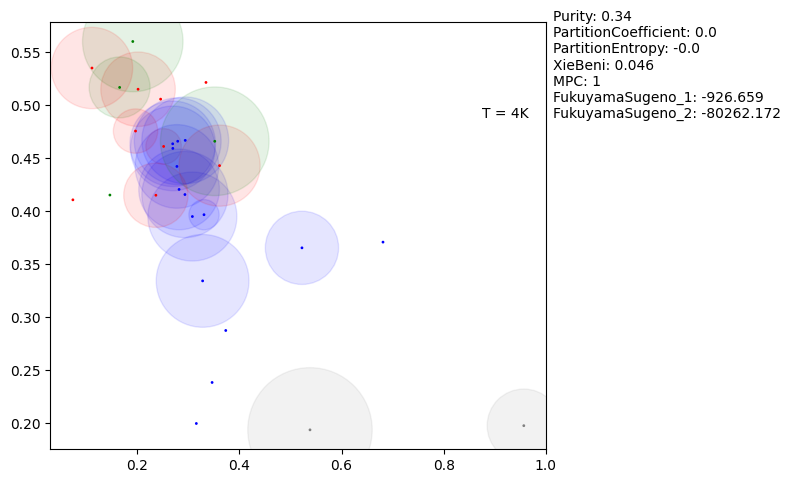 Purity: 0.34
PartitionCoefficient: 0.0
PartitionEntropy: -0.0
XieBeni: 0.046
MPC: 1
FukuyamaSugeno_1: -926.659
FukuyamaSugeno_2: -80262.172
T = 4K
0.55
0.50
0.45
0.40
0.35
0.30
0.25
0.20
0.2 0.4 0.6 0.8 1.0